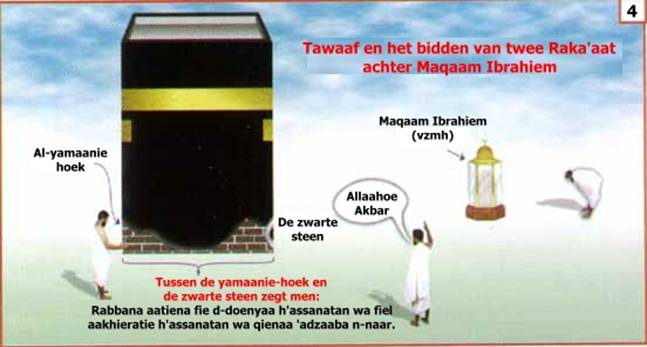 4
Tawaaf en het bidden van twee Raka'aat
achter Maqaam Ibrahiem
Maqaam Ibrahiem
(vzmh)
Al-yamaanie
hoek
Allaahoe
Akbar
De zwarte
steen
Tussen de yamaanie-hoek en
de zwarte steen zegt men:
Rabbana aatiena fie d-doenyaa h'assanatan wa fiel
aakhieratie h'assanatan wa qienaa 'adzaaba n-naar.